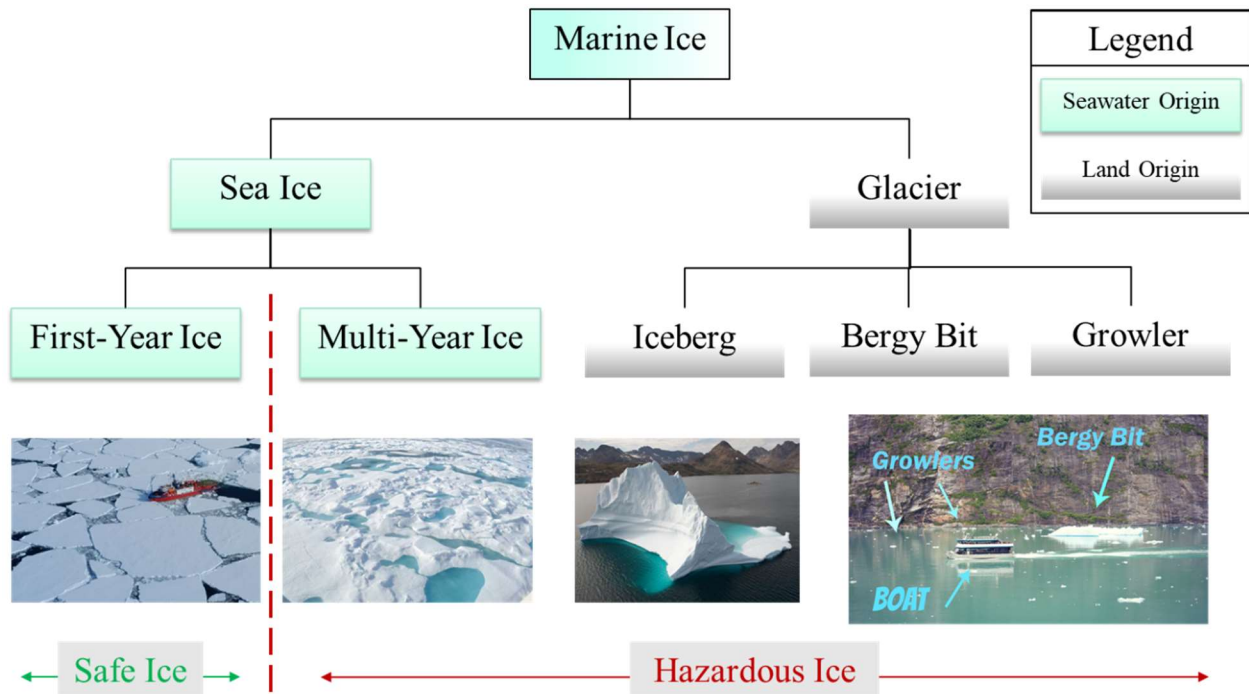 Marine Ice
Legend
Seawater Origin
Land Origin
Sea Ice
Glacier
First-Year Ice
Multi-Year Ice
Iceberg
Bergy Bit
Growler
Growlers
Bergy Bit
BOAT
Safe Ice
Hazardous Ice